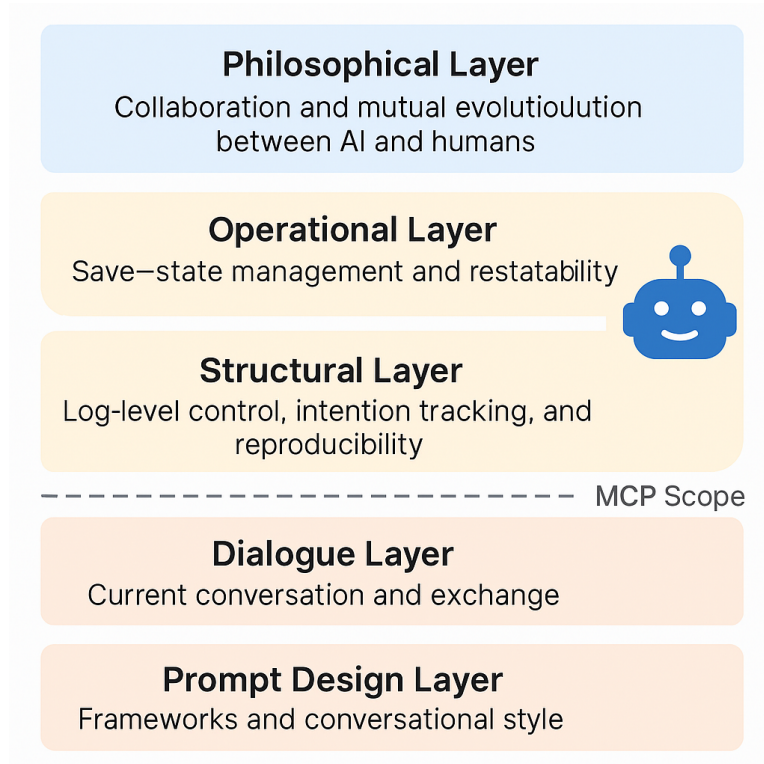 Philosophical Layer
Collaboration and mutual evolutioulution
between AI and humans
Operational Layer
Save–state management and restatability
Structural Layer
Log-level control, intention tracking, and
reproducibility
MCP Scope
Dialogue Layer
Current conversation and exchange
Prompt Design Layer
Frameworks and conversational style